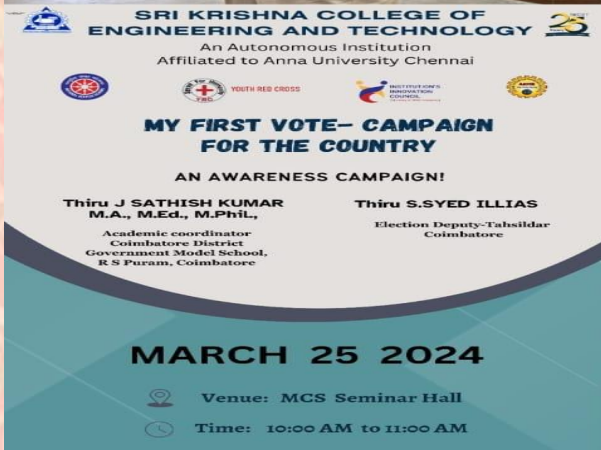 SRI KRISHNA COLLEGE OF
ENGINEERING AND TECHNOLOGY
An Autonomous Institution
Affiliated to Anna University Chennai
25
YRC
YOUTH RED CROSS
INSTITUTION'S
INNOVATION
COUNCIL
MY FIRST VOTE– CAMPAIGN
FOR THE COUNTRY
AN AWARENESS CAMPAIGN!
Thiru J SATHISH KUMAR
M.A., M.Ed., M.Phil.,
Academic coordinator
Coimbatore District
Government Model School,
R S Puram, Coimbatore
Thiru S.SYED ILLIAS
Election Deputy-Tahsildar
Coimbatore
MARCH 25 2024
Venue: MCS Seminar Hall
Time: 10:00 AM to 11:00 AM